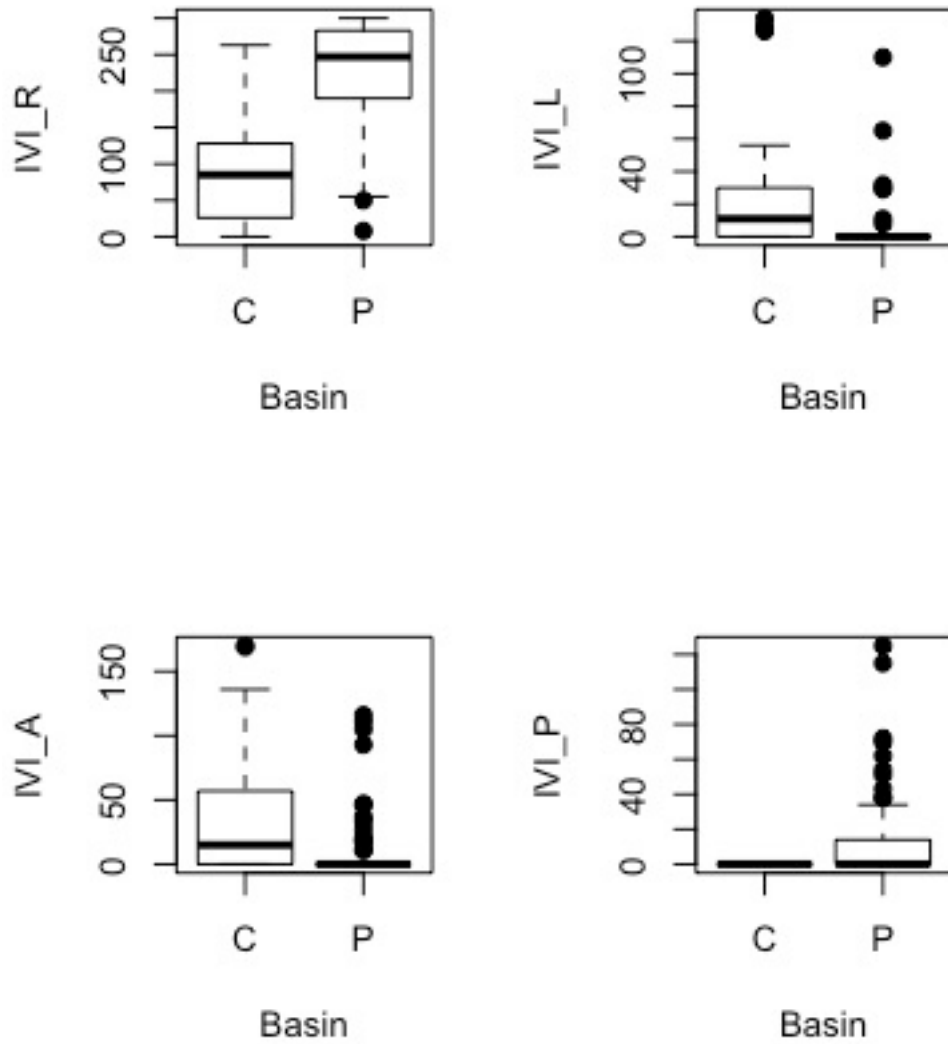 IVI_R
250
100
0
C P
Basin
IVI_L
100
40
0
C P
Basin
IVI_A
150
50
0
C P
Basin
IVI_P
80
40
0
C P
Basin